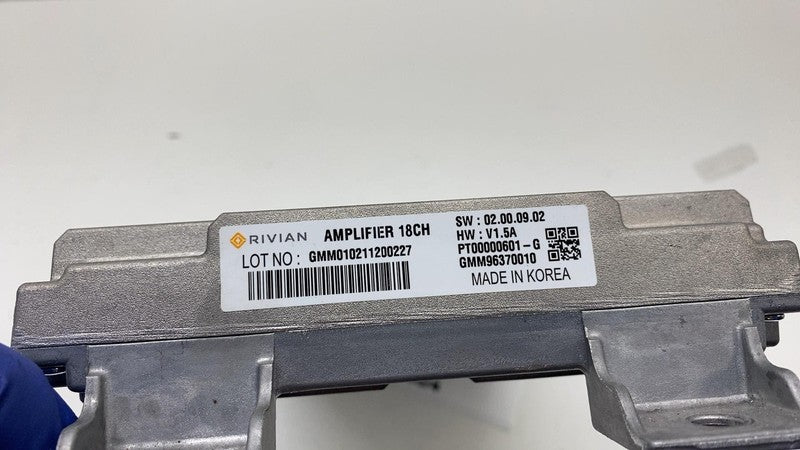 RIVIAN AMPLIFIER 18CH
LOT NO : GMM010211200227
SW : 02.00.09.02
HW : V1.5A
PT00000601-G
GMM96370010
MADE IN KOREA